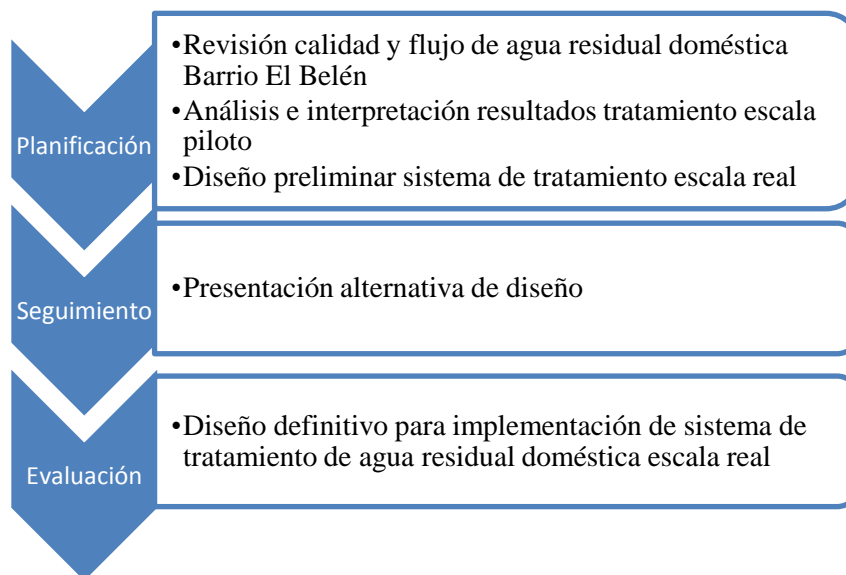 Planificación
•Revisión calidad y flujo de agua residual doméstica
Barrio El Belén
•Análisis e interpretación resultados tratamiento escala
piloto
•Diseño preliminar sistema de tratamiento escala real
Seguimiento
•Presentación alternativa de diseño
Evaluación
•Diseño definitivo para implementación de sistema de
tratamiento de agua residual doméstica escala real